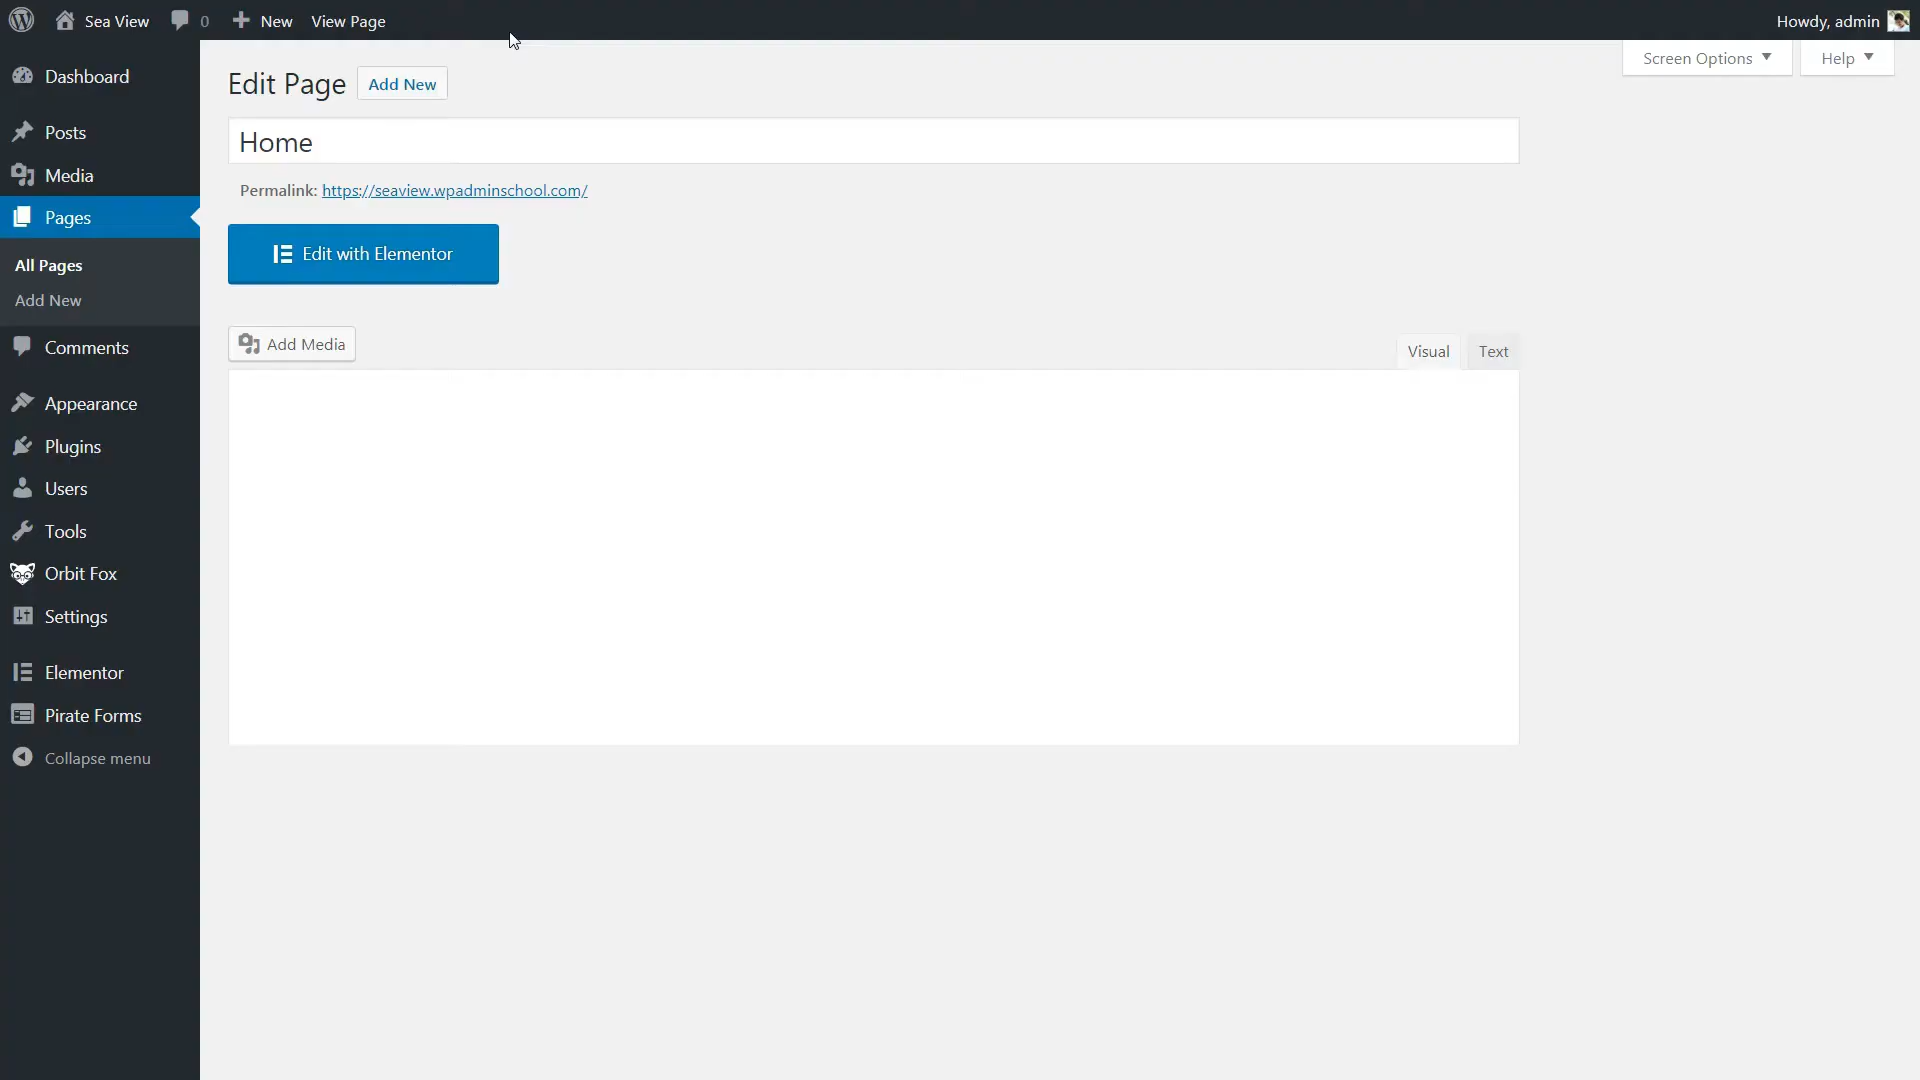 Sea View
0
New
View Page
Howdy, admin
Dashboard
Posts
Media
Pages
All Pages
Add New
Comments
Appearance
Plugins
Users
Tools
Orbit Fox
Settings
Elementor
Pirate Forms
Collapse menu
Screen Options
Help
Edit Page
Add New
Home
Permalink: https://seaview.wpadminschool.com/
Edit with Elementor
Add Media
Visual
Text